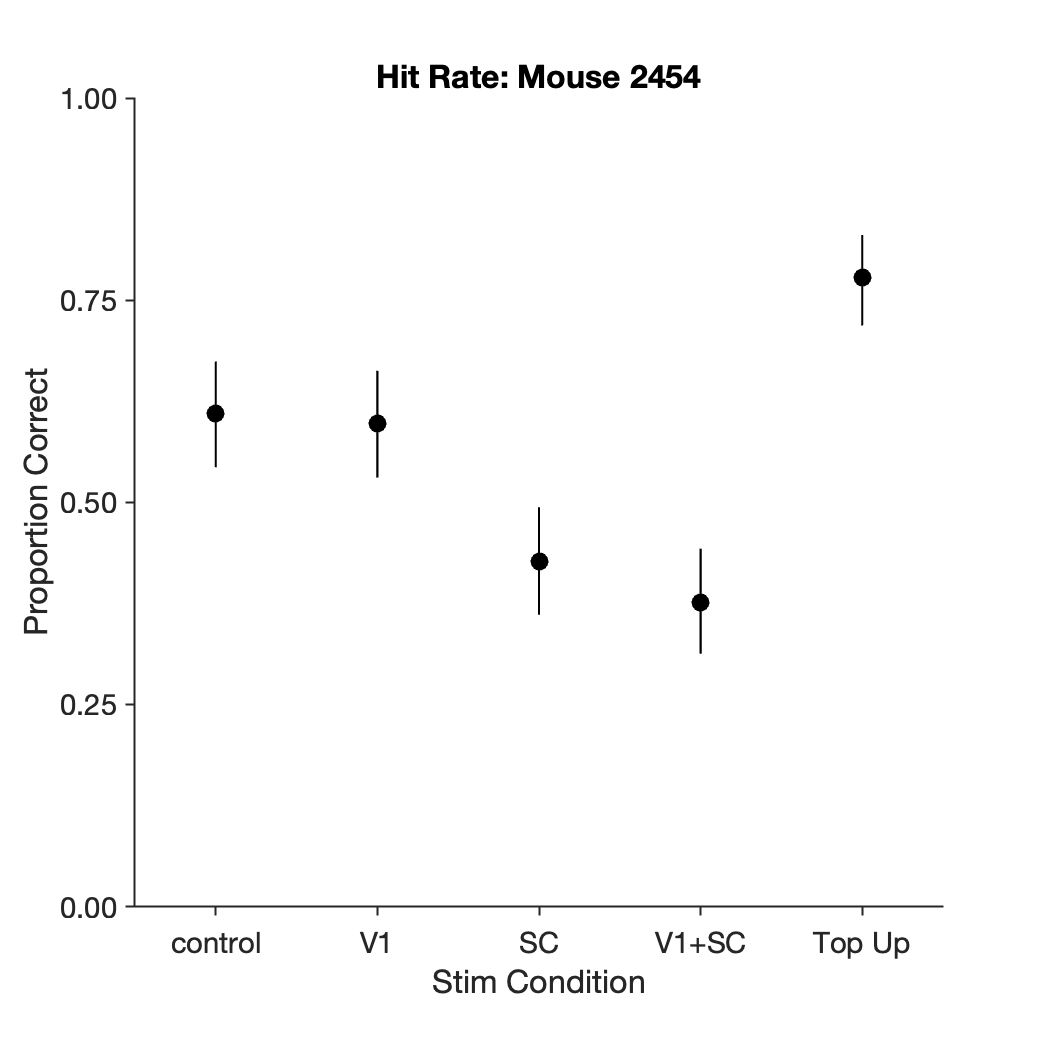 Hit Rate: Mouse 2454
1.00
0.75
0.50
0.25
0.00
Proportion Correct
control
V1
SC
V1+SC
Top Up
Stim Condition